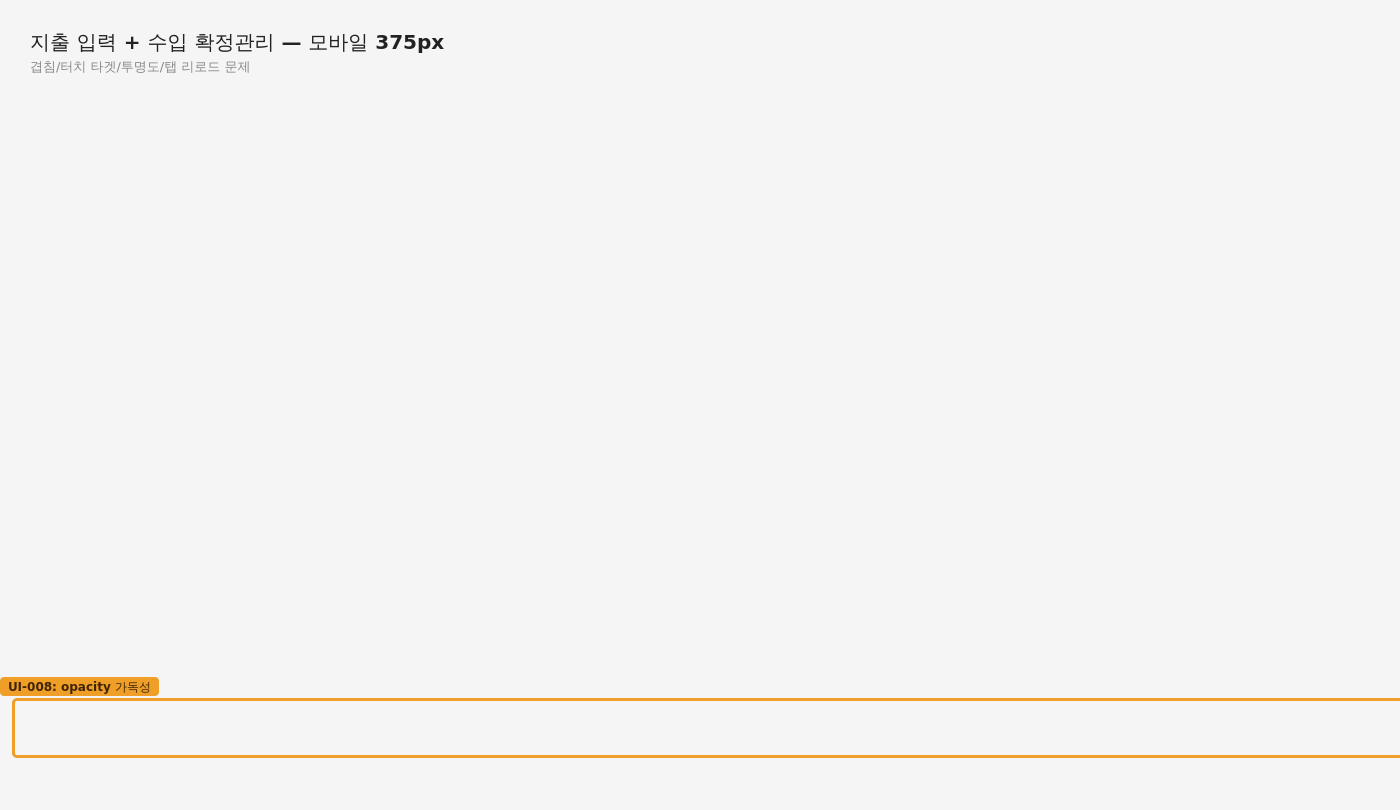 지출 입력 + 수입 확정관리 — 모바일 375px
겹침/터치 타겟/투명도/탭 리로드 문제
UI-008: opacity 가독성